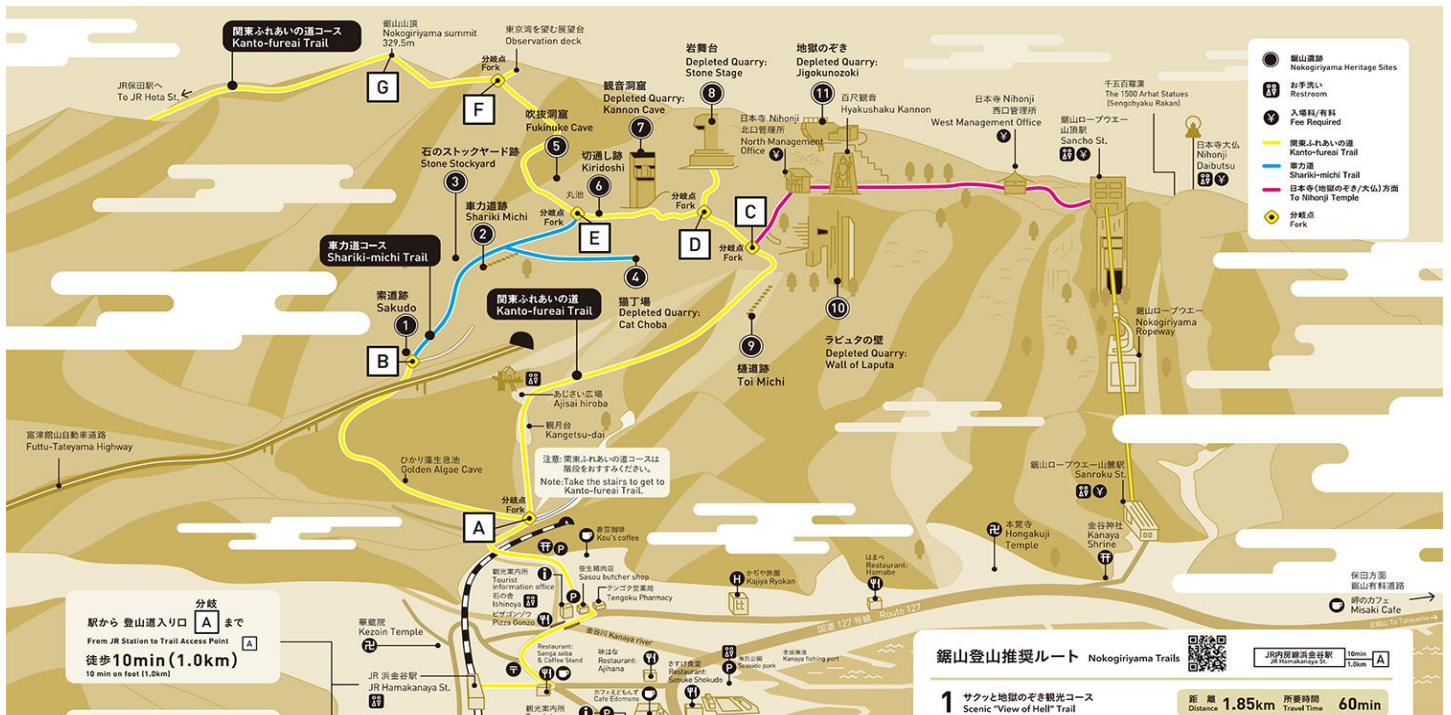 関東ふれあいの道コース
Kanto-fureai Trail
鋸山山頂
Nokogiriyama summit
329.5m
東京湾を望む展望台
Observation deck
分岐点
Fork
JR保田駅へ
To JR Hota St.
G
F
吹抜洞窟
Fukinuke Cave
5
観音洞窟
Depleted Quarry:
Kannon Cave
7
岩舞台
Depleted Quarry:
Stone Stage
8
地獄のぞき
Depleted Quarry:
Jigokunozoki
11
百尺観音
Hyakushaku Kannon
日本寺 Nihonji
北口管理所
North Management
Office
¥
日本寺 Nihonji
西口管理所
West Management Office
¥
鋸山ロープウエー
山頂駅
Sancho St.
¥
千五百羅漢
The 1500 Arhat Statues
(Sengohyaku Rakan)
日本寺大仏
Nihonji
Daibutsu
¥
鋸山遺跡
Nokogiriyama Heritage Sites
お手洗い
Restroom
¥
入場料/有料
Fee Required
関東ふれあいの道
Kanto-fureai Trail
車力道
Shariki-michi Trail
日本寺(地獄のぞき/大仏)方面
To Nihonji Temple
分岐点
Fork
石のストックヤード跡
Stone Stockyard
3
切通し跡
Kiridoshi
6
丸池
分岐点
Fork
E
分岐点
Fork
D
C
分岐点
Fork
車力道跡
Shariki Michi
2
車力道コース
Shariki-michi Trail
4
猫丁場
Depleted Quarry:
Cat Choba
関東ふれあいの道
Kanto-fureai Trail
索道跡
Sakudo
1
B
9
樋道跡
Toi Michi
10
ラピュタの壁
Depleted Quarry:
Wall of Laputa
鋸山ロープウエー
Nokogiriyama
Ropeway
あじさい広場
Ajisai hiroba
観月台
Kangetsu-dai
富津館山自動車道路
Futtu-Tateyama Highway
ひかり藻生息池
Golden Algae Cave
注意: 関東ふれあいの道コースは
階段をおすすみください。
Note:Take the stairs to get to
Kanto-fureai Trail.
分岐点
Fork
A
鋸山ロープウエー山麓駅
Sanroku St.
¥
本覚寺
Hongakuji
Temple
金谷神社
Kanaya
Shrine
P
香豆珈琲
Kou's coffee
観光案内所
Tourist
information office
石の舎
Ishinoya
ピザゴンゾウ
Pizza Gonzo
i
P
笹生精肉店
Sasou butcher shop
テンゴク堂薬局
Tengoku Pharmacy
かぢや旅館
Kajiya Ryokan
H
はまべ
Restaurant:
Hamabe
保田方面
鋸山有料道路
岬のカフェ
Misaki Cafe
国道127号線 Route 127
金谷川 Kanaya river
駅から 登山道入り口
分岐
A
まで
From JR Station to Trail Access Point
A
徒歩10min (1.0km)
10 min on foot (1.0km)
華蔵院
Kezoin Temple
JR 浜金谷駅
JR Hamakanaya St.
〒
Restaurant:
Sanga soba
& Coffee Stand
味はな
Restaurant:
Ajihana
カフェえどもんず
Cafe Edomons
さすけ食堂
Restaurant:
Sasuke Shokudo
海浜公園
Seaside park
P
金谷漁港
Kanaya fishing port
観光案内所
i
P
鋸山登山推奨ルート Nokogiriyama Trails
JR内房線浜金谷駅
JR Hamakanaya St.
10min
1.0km
A
1
サクッと地獄のぞき観光コース
Scenic "View of Hell" Trail
距離
Distance
1.85km
所要時間
Travel Time
60min